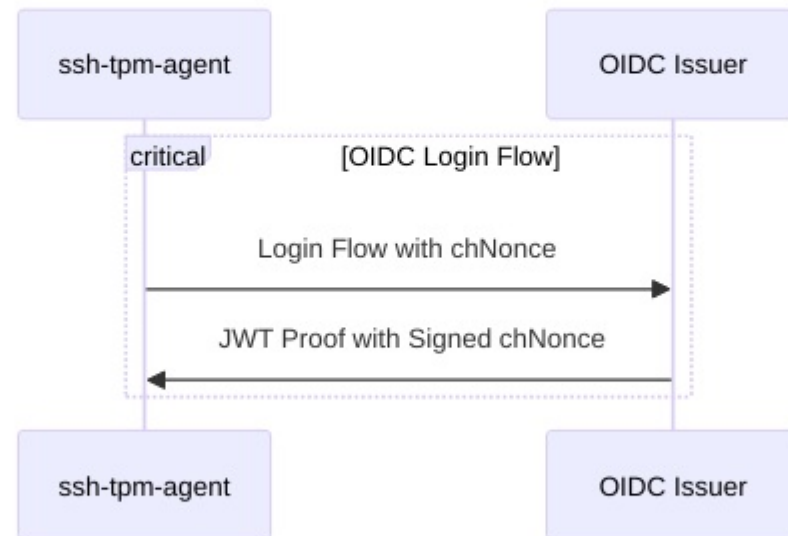 ssh-tpm-agent
OIDC Issuer
critical
[OIDC Login Flow]
Login Flow with chNonce
JWT Proof with Signed chNonce
ssh-tpm-agent
OIDC Issuer